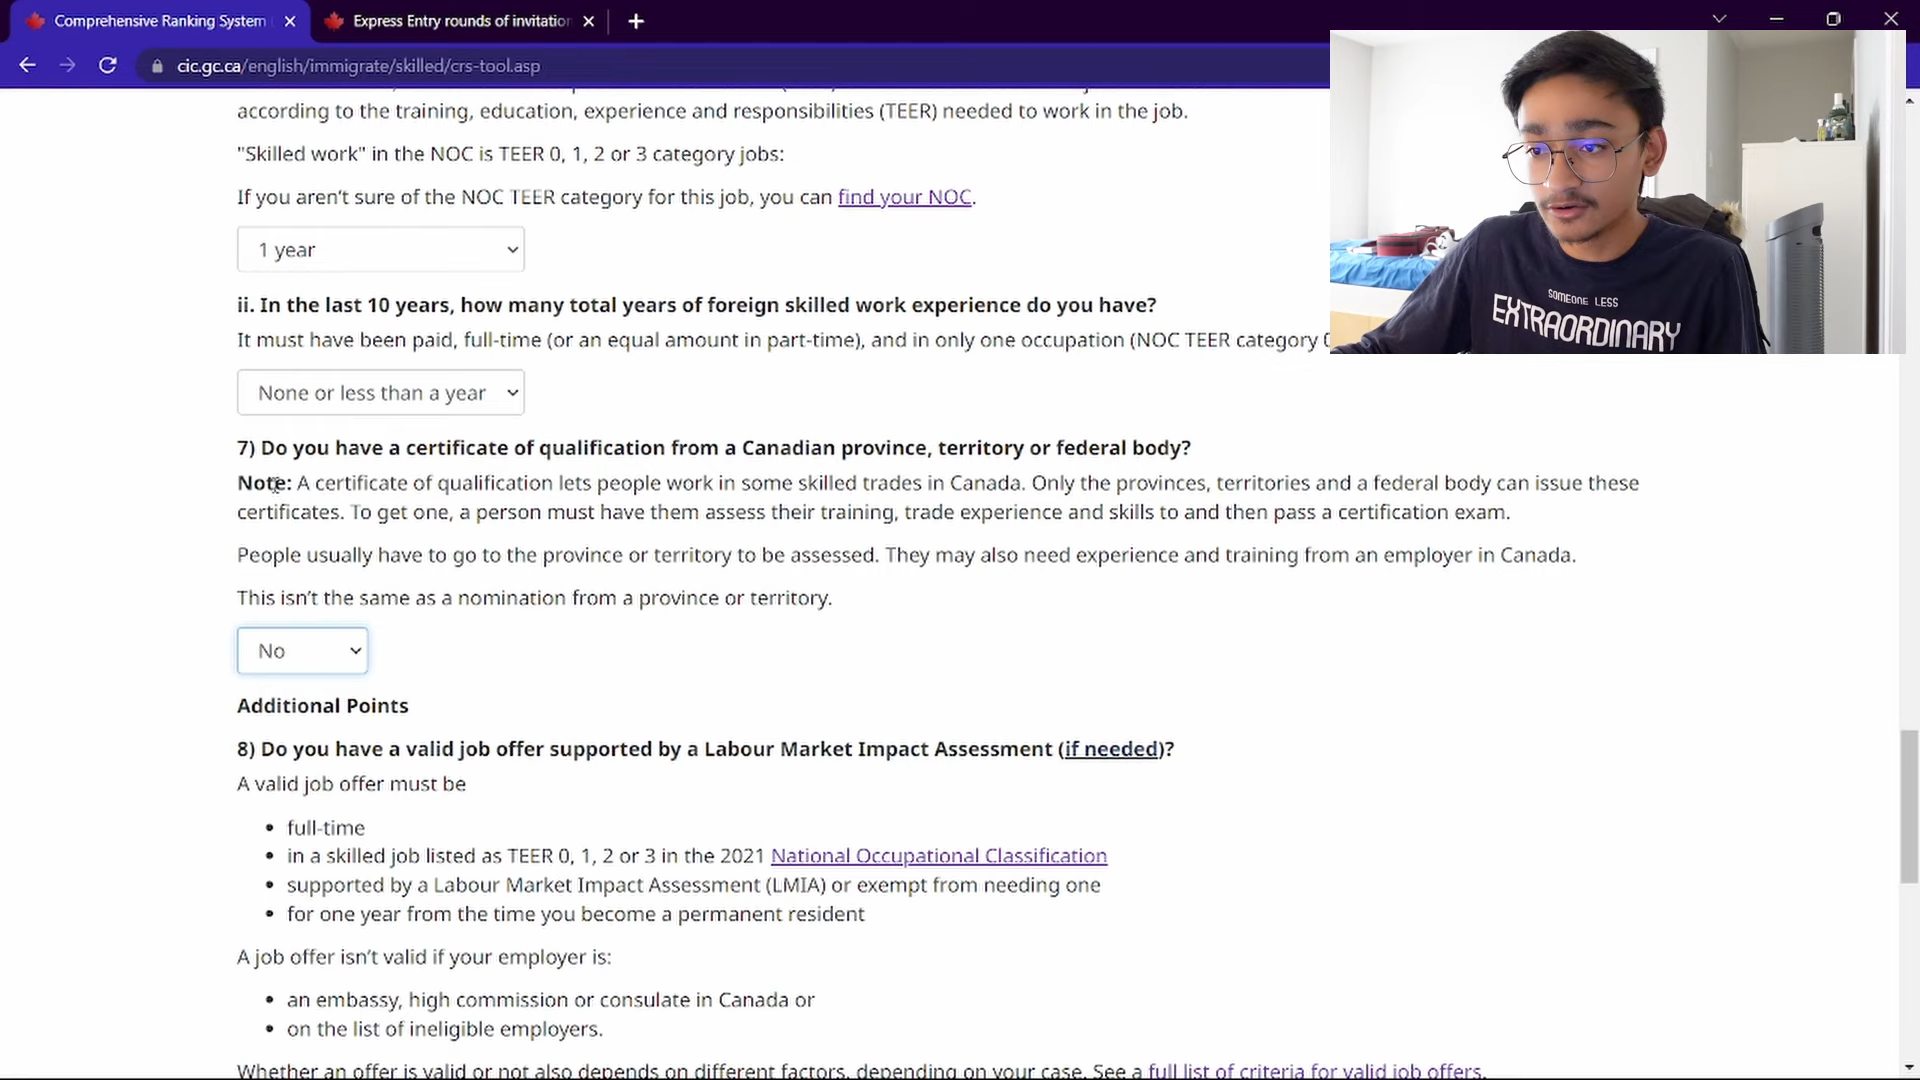 Comprehensive Ranking System
Express Entry rounds of invitation
cic.gc.ca/english/immigrate/skilled/crs-tool.asp
according to the training, education, experience and responsibilities (TEER) needed to work in the job.
"Skilled work" in the NOC is TEER 0, 1, 2 or 3 category jobs:
If you aren't sure of the NOC TEER category for this job, you can find your NOC.
1 year
ii. In the last 10 years, how many total years of foreign skilled work experience do you have?
It must have been paid, full-time (or an equal amount in part-time), and in only one occupation (NOC TEER category
None or less than a year
7) Do you have a certificate of qualification from a Canadian province, territory or federal body?
Note: A certificate of qualification lets people work in some skilled trades in Canada. Only the provinces, territories and a federal body can issue these
certificates. To get one, a person must have them assess their training, trade experience and skills to and then pass a certification exam.
People usually have to go to the province or territory to be assessed. They may also need experience and training from an employer in Canada.
This isn't the same as a nomination from a province or territory.
No
Additional Points
8) Do you have a valid job offer supported by a Labour Market Impact Assessment (if needed)?
A valid job offer must be
• full-time
• in a skilled job listed as TEER 0, 1, 2 or 3 in the 2021 National Occupational Classification
• supported by a Labour Market Impact Assessment (LMIA) or exempt from needing one
• for one year from the time you become a permanent resident
A job offer isn't valid if your employer is:
• an embassy, high commission or consulate in Canada or
• on the list of ineligible employers.
Whether an offer is valid or not also depends on different factors, depending on your case. See a full list of criteria for valid job offers.
SOMEONE LESS
EXTRAORDINARY